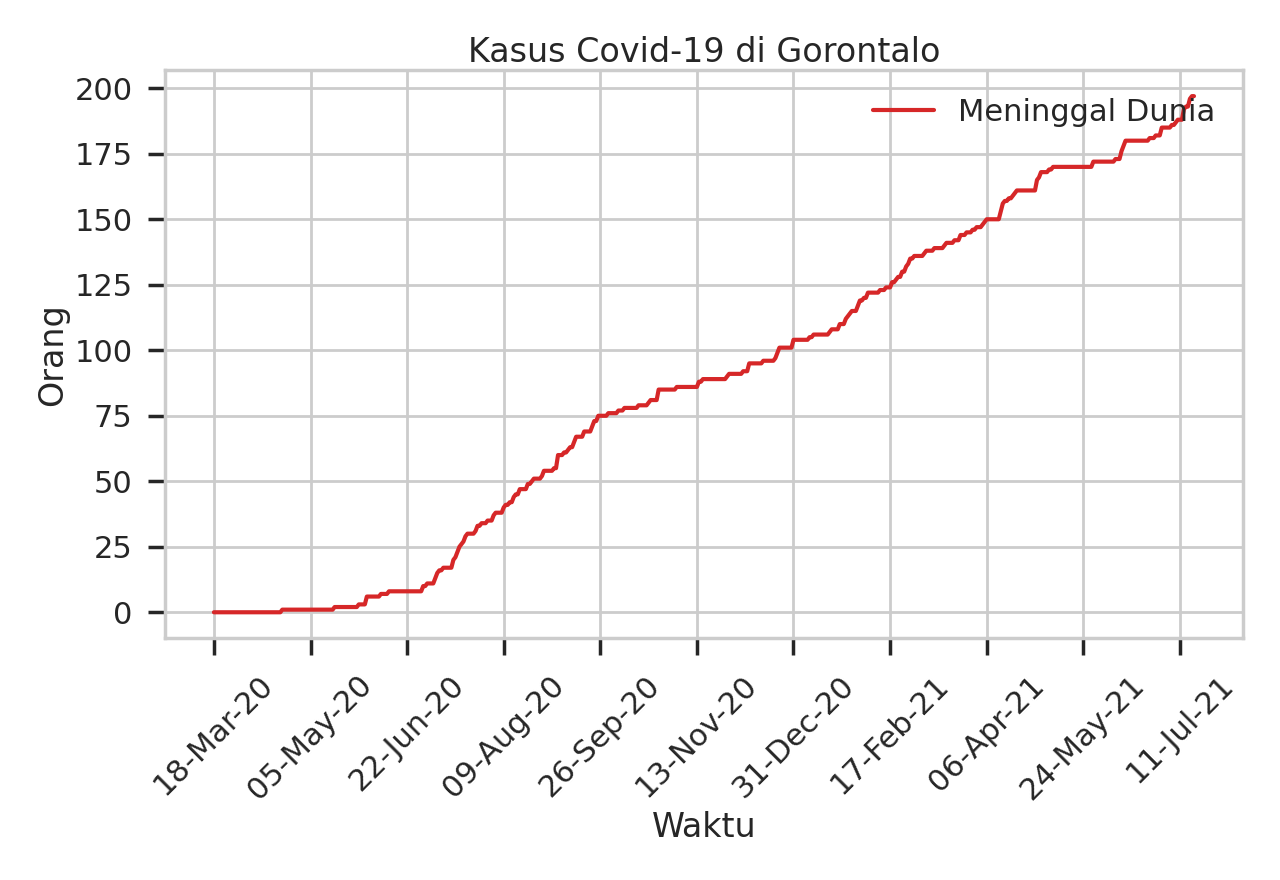 Kasus Covid-19 di Gorontalo
Meninggal Dunia
200
175
150
125
100
75
50
25
0
Orang
18-Mar-20
05-May-20
22-Jun-20
09-Aug-20
26-Sep-20
13-Nov-20
31-Dec-20
17-Feb-21
06-Apr-21
24-May-21
11-Jul-21
Waktu